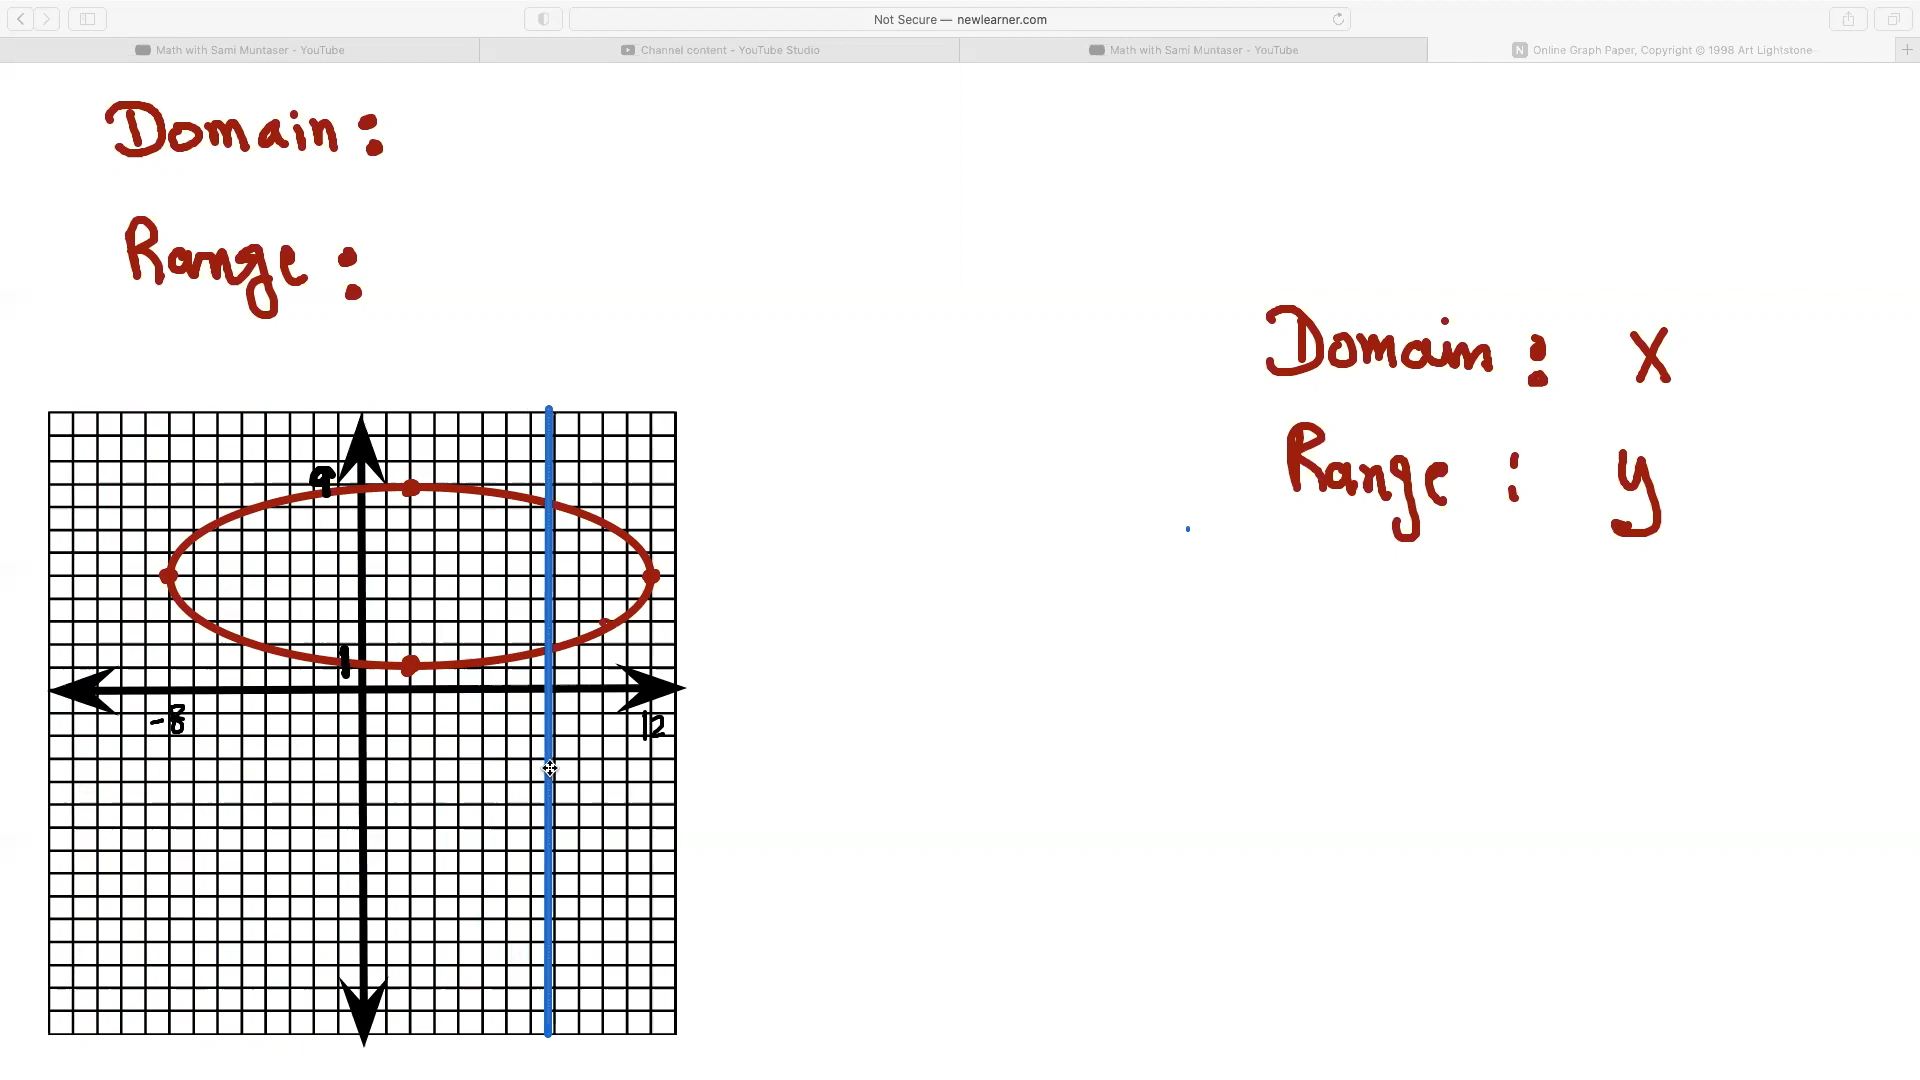 Not Secure — newlearner.com
Math with Sami Muntaser - YouTube
Channel content - YouTube Studio
Math with Sami Muntaser - YouTube
N Online Graph Paper, Copyright © 1998 Art Lightstone
Domain :
Range :
Domain : X
Range : y
9
1
-8
12